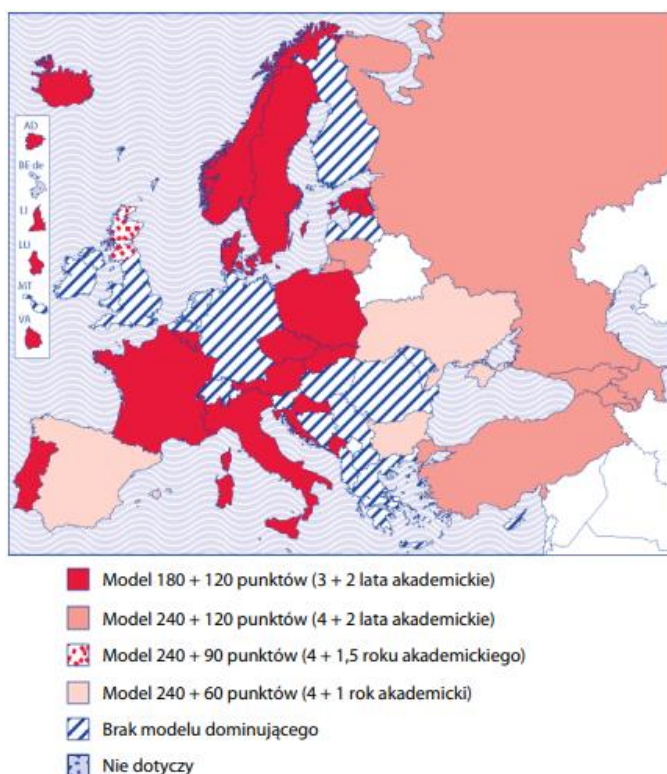 AD
BE de
LI
LU
MT
VA
Model 180 + 120 punktów (3 + 2 lata akademickie)
Model 240 + 120 punktów (4 + 2 lata akademickie)
Model 240 + 90 punktów (4 + 1,5 roku akademickiego)
Model 240 + 60 punktów (4 + 1 rok akademicki)
Brak modelu dominującego
Nie dotyczy